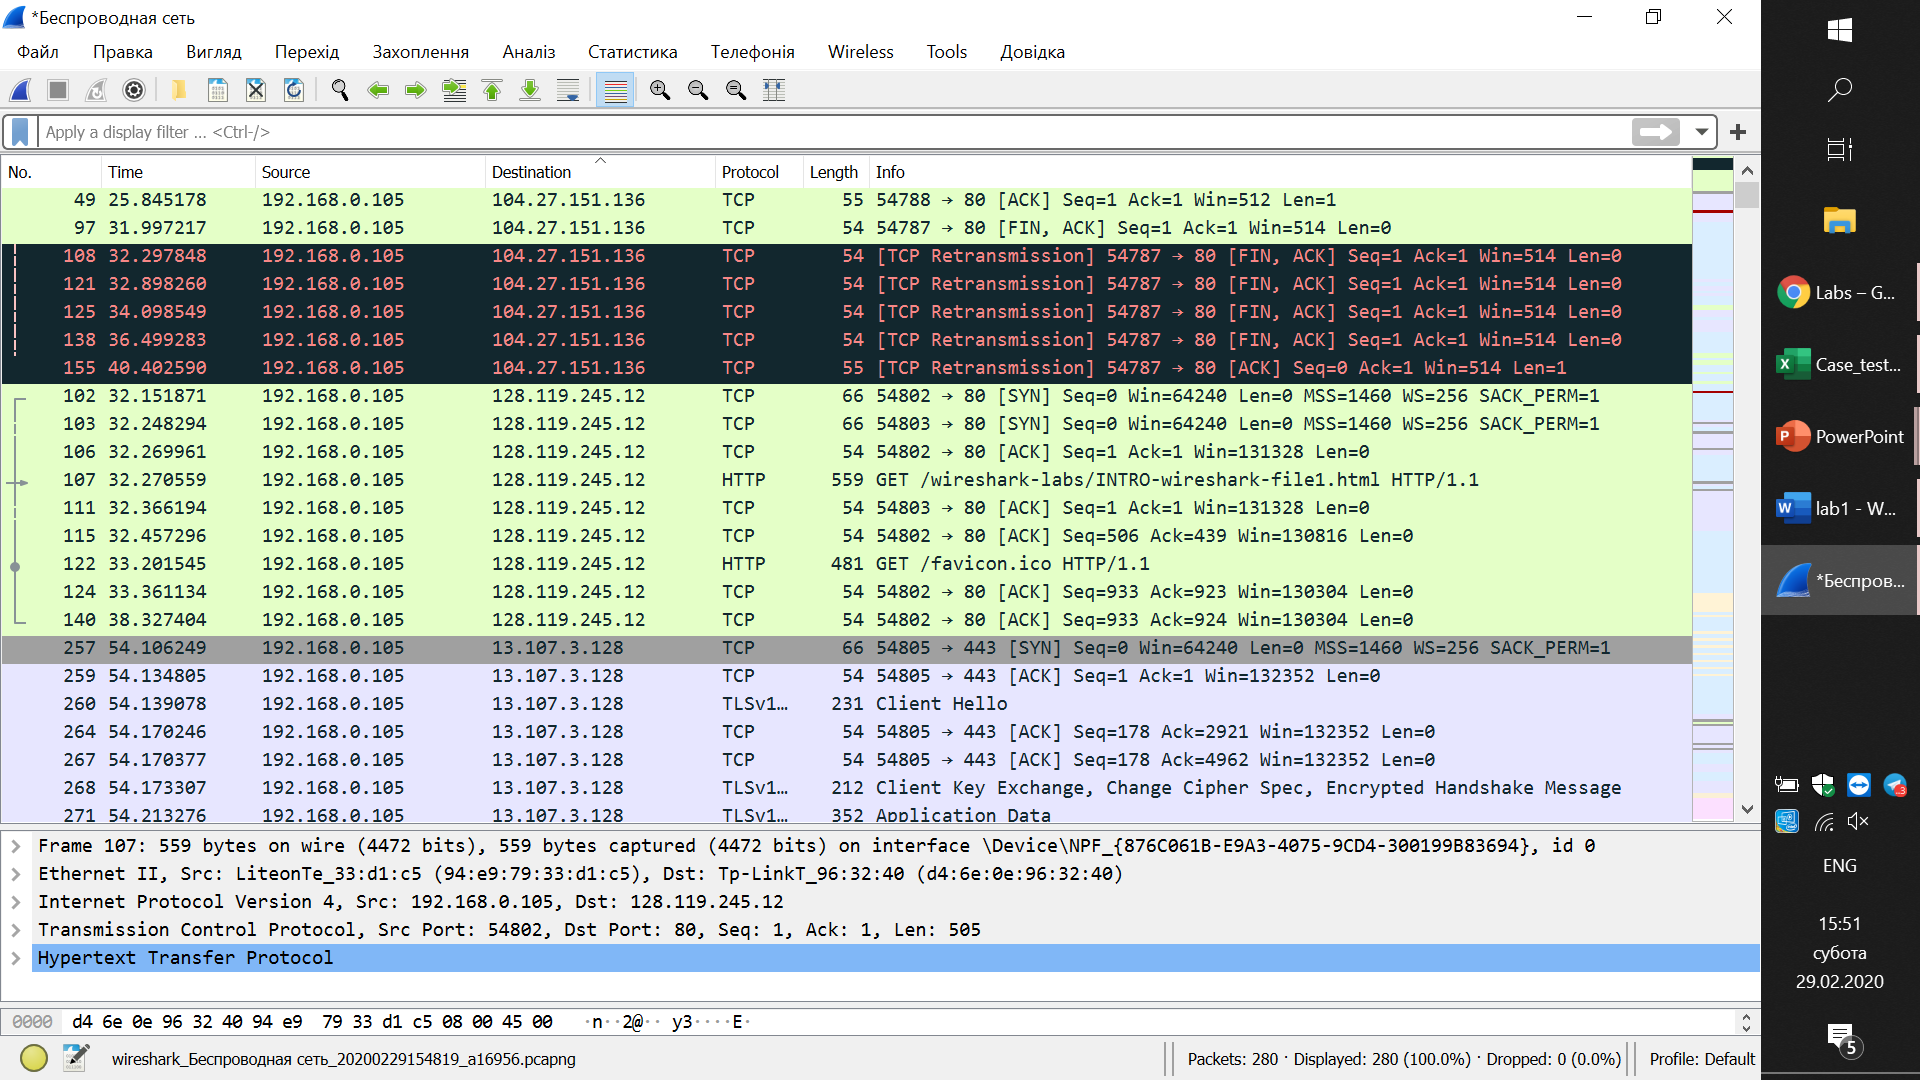 *Беспроводная сеть
Файл Правка Вигляд Перехід Захоплення Аналіз Статистика Телефонія Wireless Tools Довідка
Apply a display filter ... <Ctrl-/>
No. Time Source Destination Protocol Length Info
49 25.845178 192.168.0.105 104.27.151.136 TCP 55 54788 → 80 [ACK] Seq=1 Ack=1 Win=512 Len=1
97 31.997217 192.168.0.105 104.27.151.136 TCP 54 54787 → 80 [FIN, ACK] Seq=1 Ack=1 Win=514 Len=0
108 32.297848 192.168.0.105 104.27.151.136 TCP 54 [TCP Retransmission] 54787 → 80 [FIN, ACK] Seq=1 Ack=1 Win=514 Len=0
121 32.898260 192.168.0.105 104.27.151.136 TCP 54 [TCP Retransmission] 54787 → 80 [FIN, ACK] Seq=1 Ack=1 Win=514 Len=0
125 34.098549 192.168.0.105 104.27.151.136 TCP 54 [TCP Retransmission] 54787 → 80 [FIN, ACK] Seq=1 Ack=1 Win=514 Len=0
138 36.499283 192.168.0.105 104.27.151.136 TCP 54 [TCP Retransmission] 54787 → 80 [FIN, ACK] Seq=1 Ack=1 Win=514 Len=0
155 40.402590 192.168.0.105 104.27.151.136 TCP 55 [TCP Retransmission] 54787 → 80 [ACK] Seq=0 Ack=1 Win=514 Len=1
102 32.151871 192.168.0.105 128.119.245.12 TCP 66 54802 → 80 [SYN] Seq=0 Win=64240 Len=0 MSS=1460 WS=256 SACK_PERM=1
103 32.248294 192.168.0.105 128.119.245.12 TCP 66 54803 → 80 [SYN] Seq=0 Win=64240 Len=0 MSS=1460 WS=256 SACK_PERM=1
106 32.269961 192.168.0.105 128.119.245.12 TCP 54 54802 → 80 [ACK] Seq=1 Ack=1 Win=131328 Len=0
107 32.270559 192.168.0.105 128.119.245.12 HTTP 559 GET /wireshark-labs/INTRO-wireshark-file1.html HTTP/1.1
111 32.366194 192.168.0.105 128.119.245.12 TCP 54 54803 → 80 [ACK] Seq=1 Ack=1 Win=131328 Len=0
115 32.457296 192.168.0.105 128.119.245.12 TCP 54 54802 → 80 [ACK] Seq=506 Ack=439 Win=130816 Len=0
122 33.201545 192.168.0.105 128.119.245.12 HTTP 481 GET /favicon.ico HTTP/1.1
124 33.361134 192.168.0.105 128.119.245.12 TCP 54 54802 → 80 [ACK] Seq=933 Ack=923 Win=130304 Len=0
140 38.327404 192.168.0.105 128.119.245.12 TCP 54 54802 → 80 [ACK] Seq=933 Ack=924 Win=130304 Len=0
257 54.106249 192.168.0.105 13.107.3.128 TCP 66 54805 → 443 [SYN] Seq=0 Win=64240 Len=0 MSS=1460 WS=256 SACK_PERM=1
259 54.134805 192.168.0.105 13.107.3.128 TCP 54 54805 → 443 [ACK] Seq=1 Ack=1 Win=132352 Len=0
260 54.139078 192.168.0.105 13.107.3.128 TLSv1… 231 Client Hello
264 54.170246 192.168.0.105 13.107.3.128 TCP 54 54805 → 443 [ACK] Seq=178 Ack=2921 Win=132352 Len=0
267 54.170377 192.168.0.105 13.107.3.128 TCP 54 54805 → 443 [ACK] Seq=178 Ack=4962 Win=132352 Len=0
268 54.173307 192.168.0.105 13.107.3.128 TLSv1… 212 Client Key Exchange, Change Cipher Spec, Encrypted Handshake Message
271 54.213276 192.168.0.105 13.107.3.128 TLSv1… 352 Application Data
Frame 107: 559 bytes on wire (4472 bits), 559 bytes captured (4472 bits) on interface \Device\NPF_{876C061B-E9A3-4075-9CD4-300199B83694}, id 0
Ethernet II, Src: LiteonTe_33:d1:c5 (94:e9:79:33:d1:c5), Dst: Tp-LinkT_96:32:40 (d4:6e:0e:96:32:40)
Internet Protocol Version 4, Src: 192.168.0.105, Dst: 128.119.245.12
Transmission Control Protocol, Src Port: 54802, Dst Port: 80, Seq: 1, Ack: 1, Len: 505
Hypertext Transfer Protocol
0000 d4 6e 0e 96 32 40 94 e9 79 33 d1 c5 08 00 45 00 ·n··2@·· y3····E·
wireshark_Беспроводная сеть_20200229154819_a16956.pcapng
Packets: 280 · Displayed: 280 (100.0%) · Dropped: 0 (0.0%)
Profile: Default
Labs – G...
Case_test...
PowerPoint
lab1 - W...
*Беспров...
3
ENG
15:51
субота
29.02.2020
5